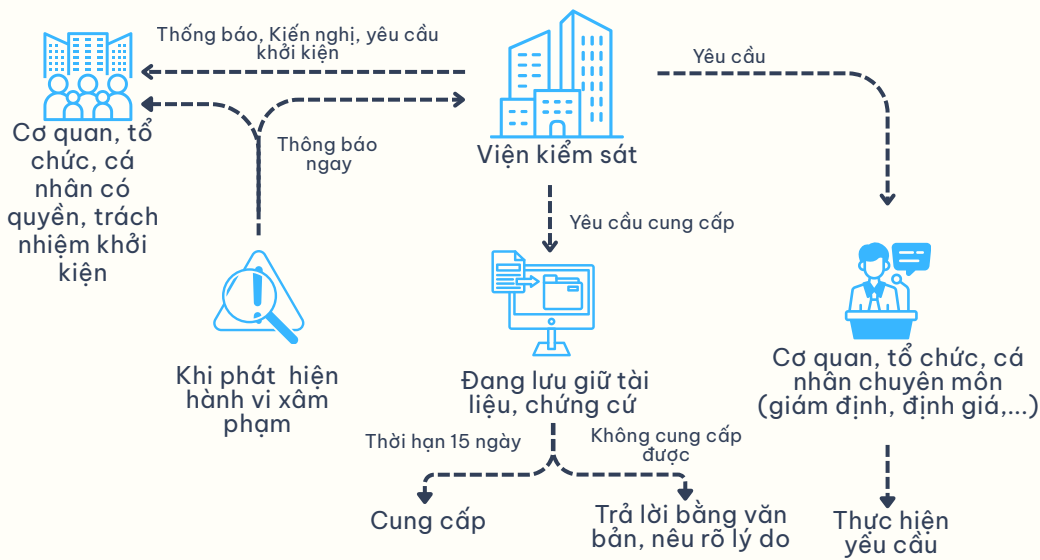 Thống báo, Kiến nghị, yêu cầu
khởi kiện
Yêu cầu
Cơ quan, tổ
chức, cá
nhân có
quyền, trách
nhiệm khởi
kiện
Thông báo
ngay
Viện kiểm sát
Yêu cầu cung cấp
Khi phát hiện
hành vi xâm
phạm
Đang lưu giữ tài
liệu, chứng cứ
Cơ quan, tổ chức, cá
nhân chuyên môn
(giám định, định giá,...)
Thời hạn 15 ngày
Không cung cấp
được
Cung cấp
Trả lời bằng văn
bản, nêu rõ lý do
Thực hiện
yêu cầu